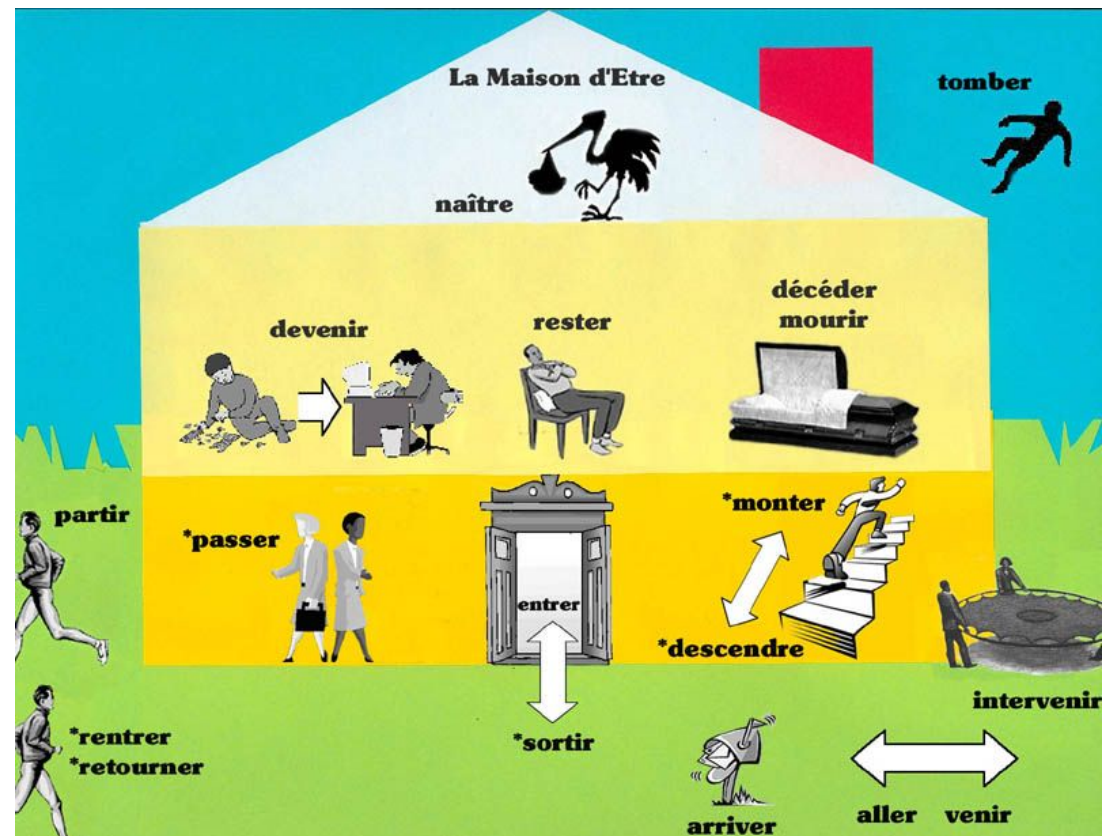 La Maison d'Etre
tomber
naître
devenir
rester
décéder
mourir
partir
*passer
entrer
*monter
*descendre
*sortir
intervenir
*rentrer
*retourner
arriver
aller venir